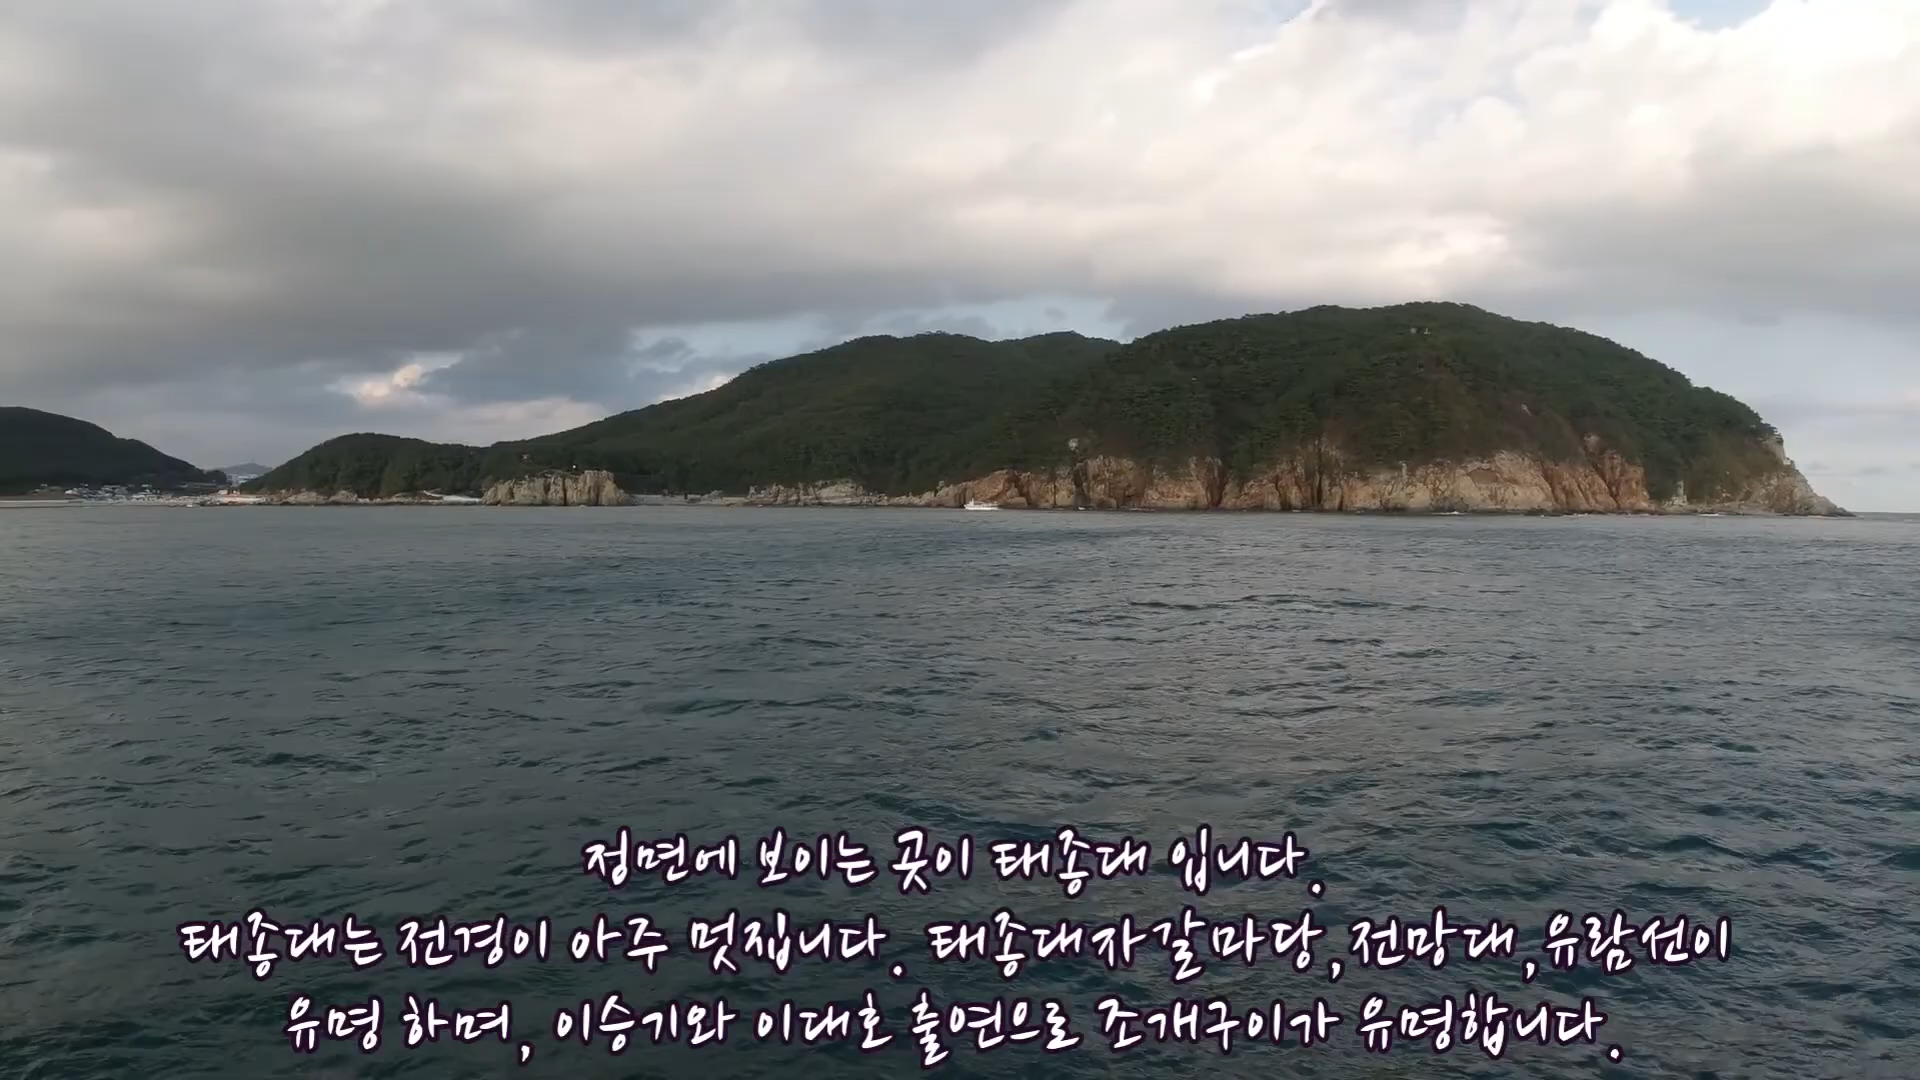 정면에 보이는 곳이 태종대 입니다.
태종대는 전경이 아주 멋집니다. 태종대자갈마당,전망대,유람선이
유명 하며, 이승기와 이대호 출연으로 조개구이가 유명합니다.